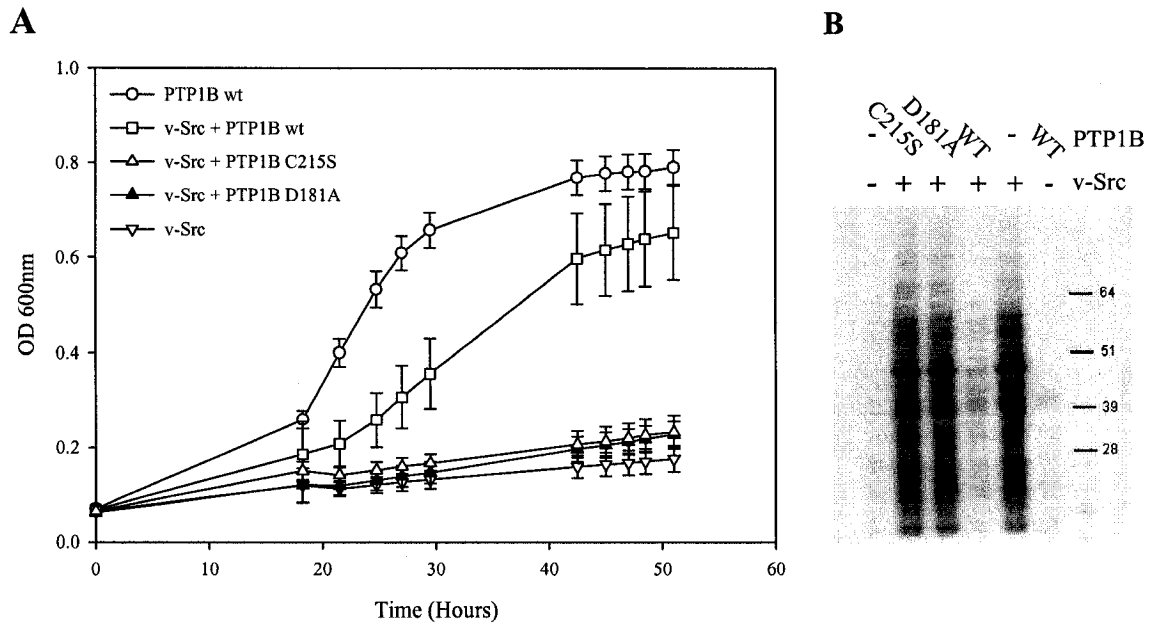 A
B
1.0
0.8
0.6
0.4
0.2
0.0
OD 600nm
PTP1B wt
v-Src + PTP1B wt
v-Src + PTP1B C215S
v-Src + PTP1B D181A
v-Src
0 10 20 30 40 50 60
Time (Hours)
- C215S D181A WT - WT PTP1B
- + + + + - v-Src
64
51
39
28